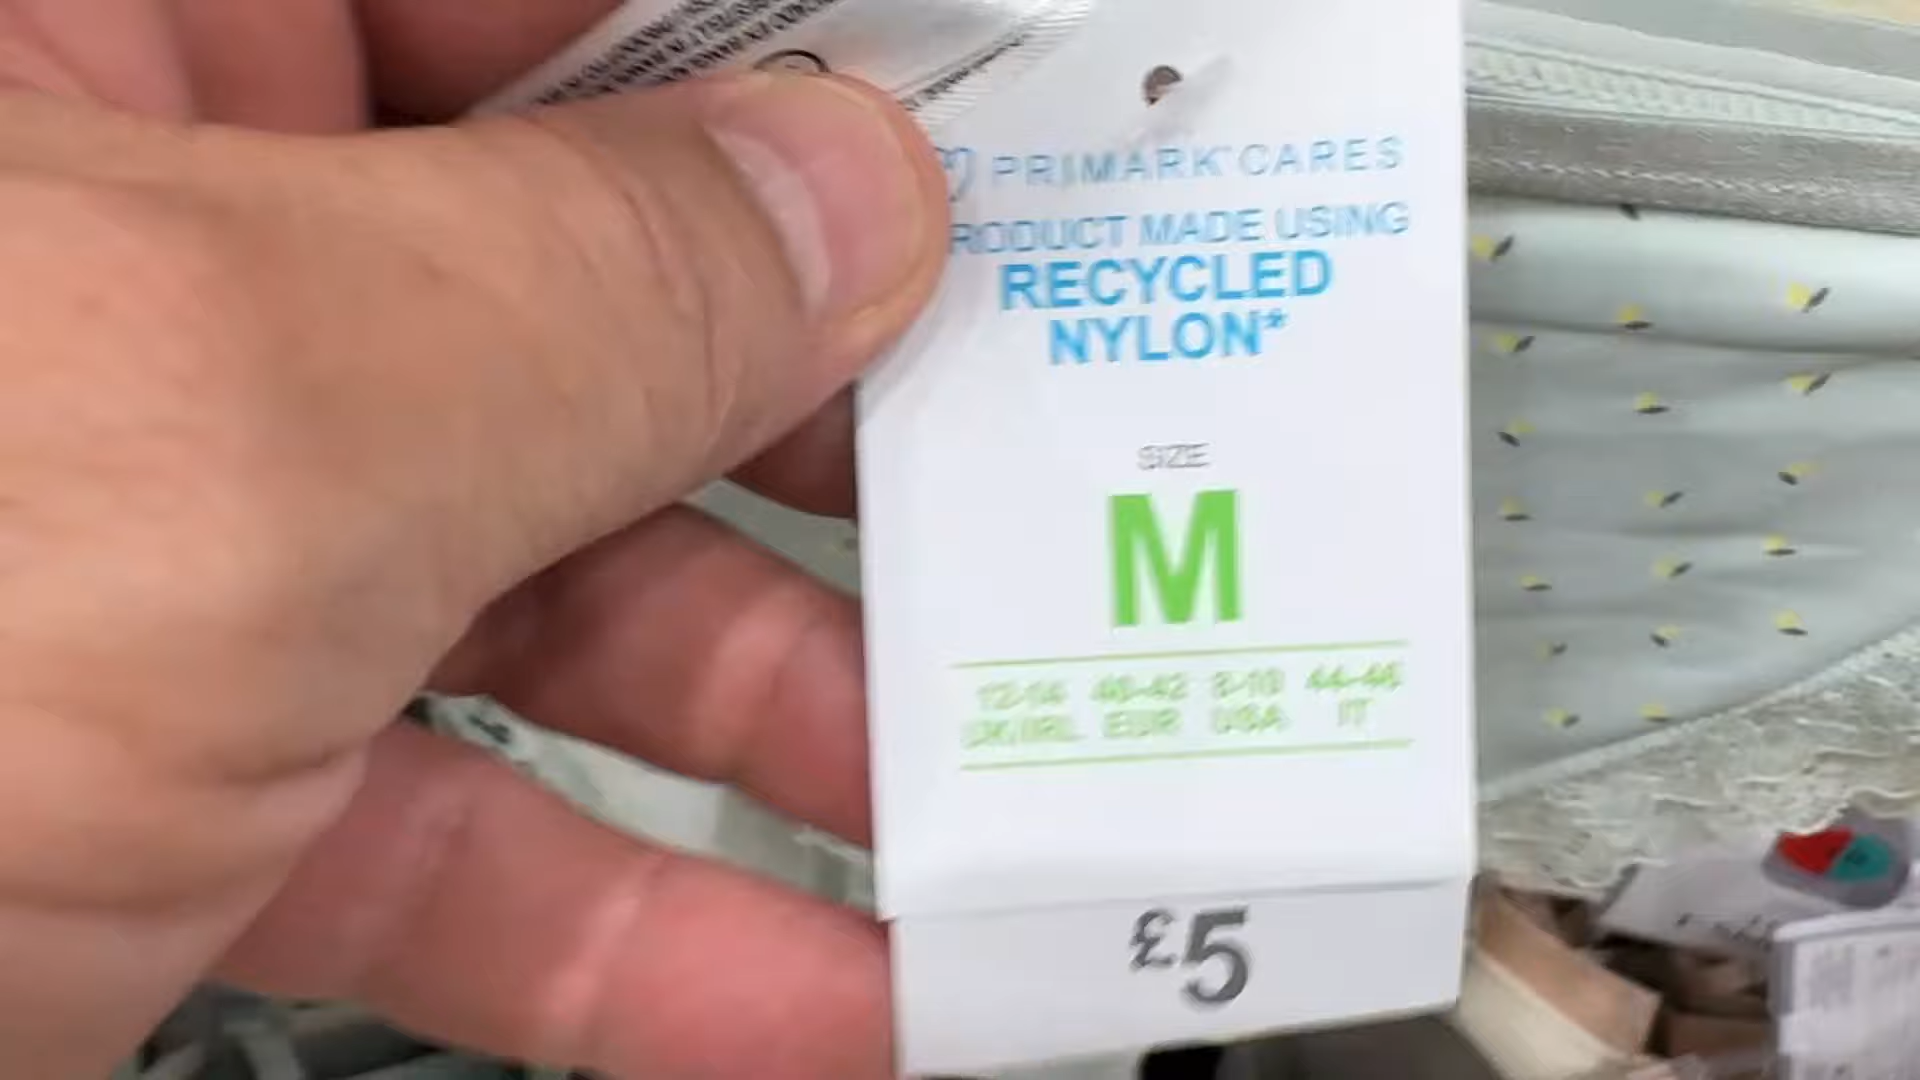 PRIMARK CARES
PRODUCT MADE USING
RECYCLED
NYLON*
SIZE
M
12-14 40-42 8-10 44-46
UK/IRL EUR USA IT
£5